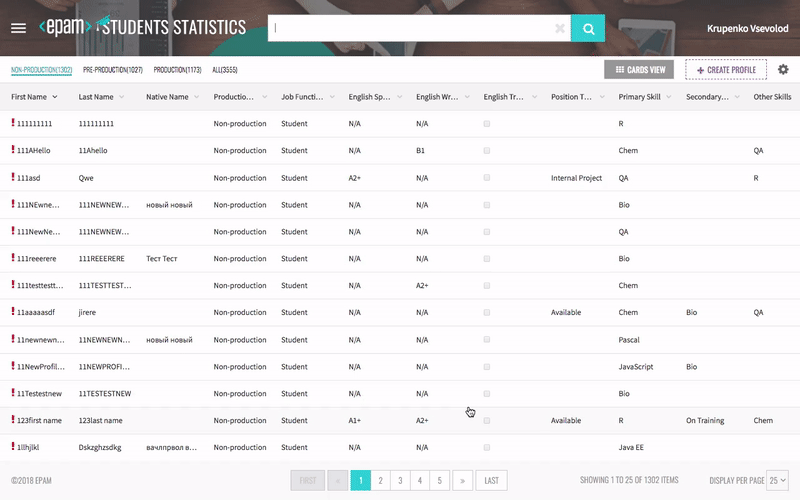 <epam> STUDENTS STATISTICS
Krupenko Vsevolod
NON-PRODUCTION(1302) PRE-PRODUCTION(1027) PRODUCTION(1173) ALL(3555) CARDS VIEW + CREATE PROFILE
First Name Last Name Native Name Productio... Job Functi... English Sp... English Wr... English Tr... Position T... Primary Skill Secondary... Other Skills
111111111 111111111 Non-production Student N/A N/A R
111AHello 11Ahello Non-production Student N/A B1 Chem QA
111asd Qwe Non-production Student A2+ N/A Internal Project QA R
111NEwne... 111NEWNEW... новый новый Non-production Student N/A N/A Bio
111NewNe... 111NEWNEW... Non-production Student N/A N/A QA
111reeerere 111REEERERE Тест Тест Non-production Student N/A N/A Bio
111testtestt... 111TESTTEST... Non-production Student N/A A2+ Chem
11aaaaasdf jirere Non-production Student N/A N/A Available Chem Bio QA
11newnewn... 11NEWNEWN... новый новый Non-production Student N/A N/A Pascal
11NewProfil... 11NEWPROFI... Non-production Student N/A N/A JavaScript Bio
11Testestnew 11TESTESTNEW Non-production Student N/A N/A Bio
123first name 123last name Non-production Student A1+ A2+ Available R On Training Chem
1llhjlkl Dskzghzsdkg вачлпрвол в... Non-production Student N/A N/A Java EE
©2018 EPAM FIRST « 1 2 3 4 5 » LAST SHOWING 1 TO 25 OF 1302 ITEMS DISPLAY PER PAGE 25